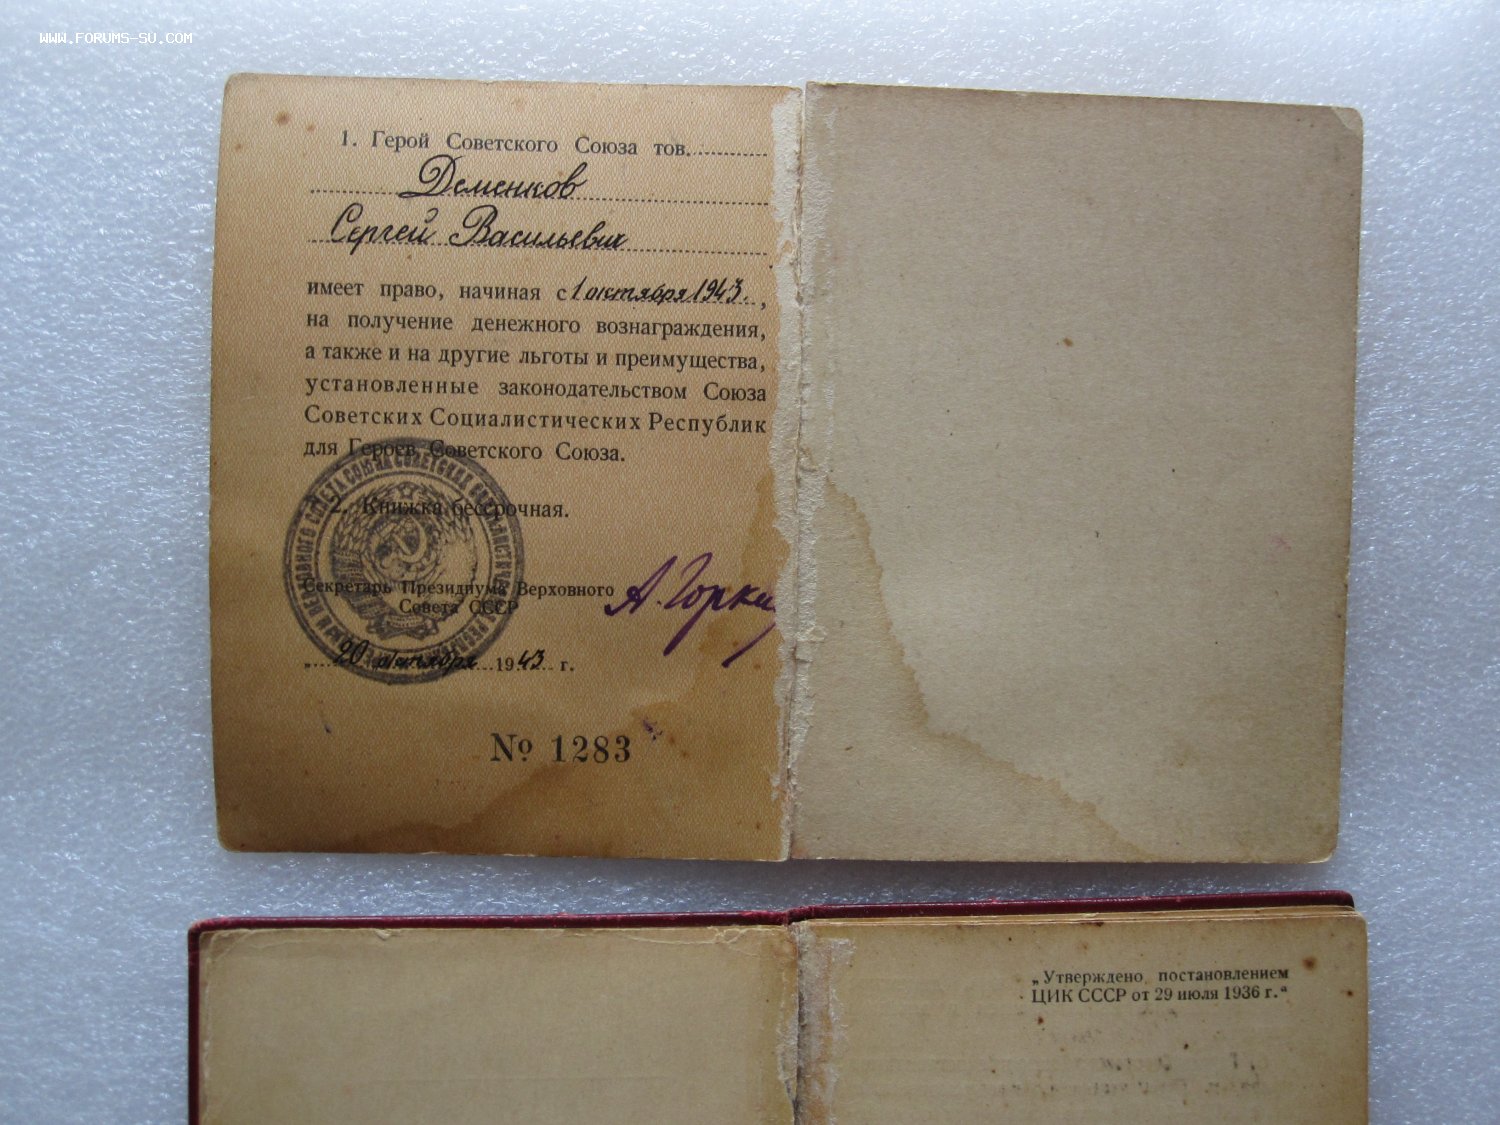 WWW.FORUMS-SU.COM
1. Герой Советского Союза тов.
Деменков
Сергей Васильевич
имеет право, начиная с 1 октября 1943.,
на получение денежного вознаграждения,
а также и на другие льготы и преимущества,
установленные законодательством Союза
Советских Социалистических Республик
для Героев Советского Союза.
2. Книжка бессрочная.
Секретарь Президиума Верховного
Совета СССР
А. Горкин
„ 20 октября 1943 г.
№ 1283
„Утверждено постановлением
ЦИК СССР от 29 июля 1936 г.“